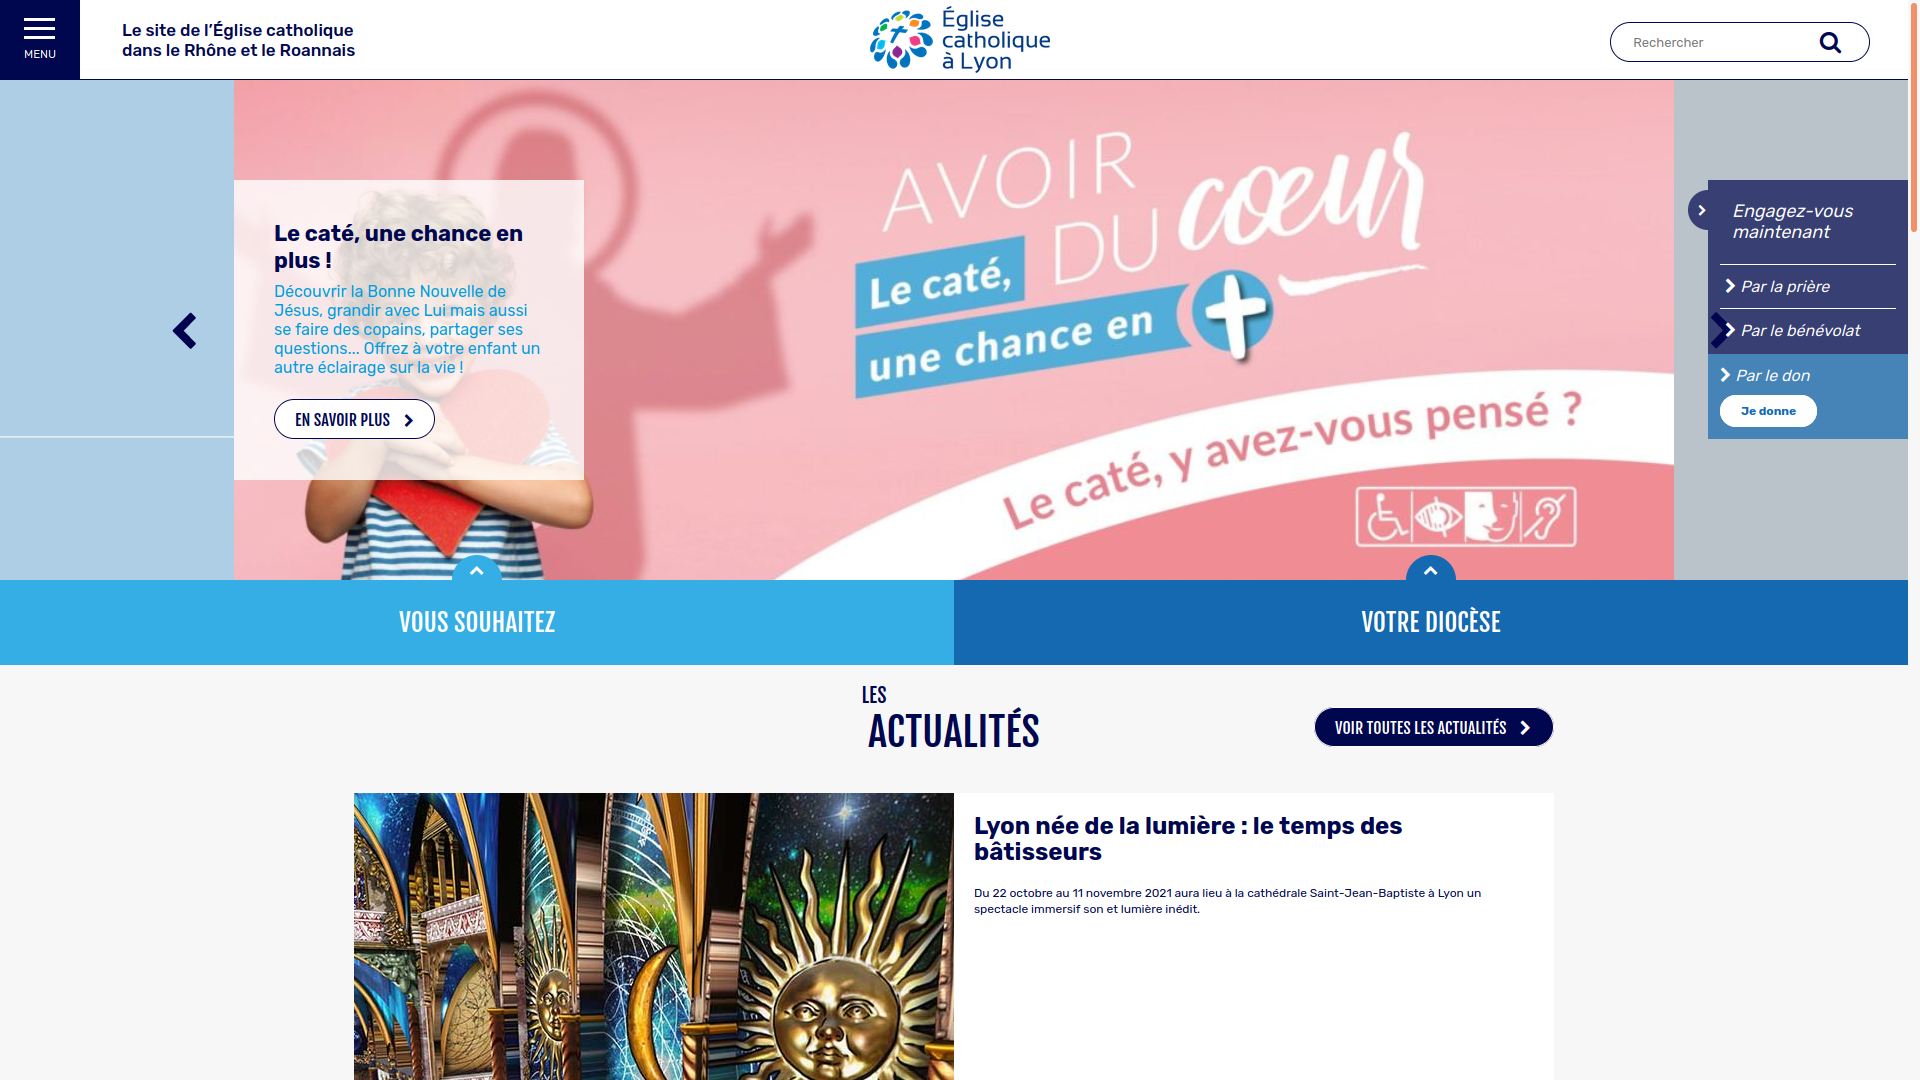 MENU
Le site de l’Église catholique
dans le Rhône et le Roannais
Église
catholique
à Lyon
Rechercher
Le caté, une chance en
plus !
Découvrir la Bonne Nouvelle de
Jésus, grandir avec Lui mais aussi
se faire des copains, partager ses
questions... Offrez à votre enfant un
autre éclairage sur la vie !
EN SAVOIR PLUS
AVOIR
DU cœur
Le caté,
une chance en +
Le caté, y avez-vous pensé ?
Engagez-vous
maintenant
Par la prière
Par le bénévolat
Par le don
Je donne
VOUS SOUHAITEZ
VOTRE DIOCÈSE
LES
ACTUALITÉS
VOIR TOUTES LES ACTUALITÉS
Lyon née de la lumière : le temps des
bâtisseurs
Du 22 octobre au 11 novembre 2021 aura lieu à la cathédrale Saint-Jean-Baptiste à Lyon un
spectacle immersif son et lumière inédit.